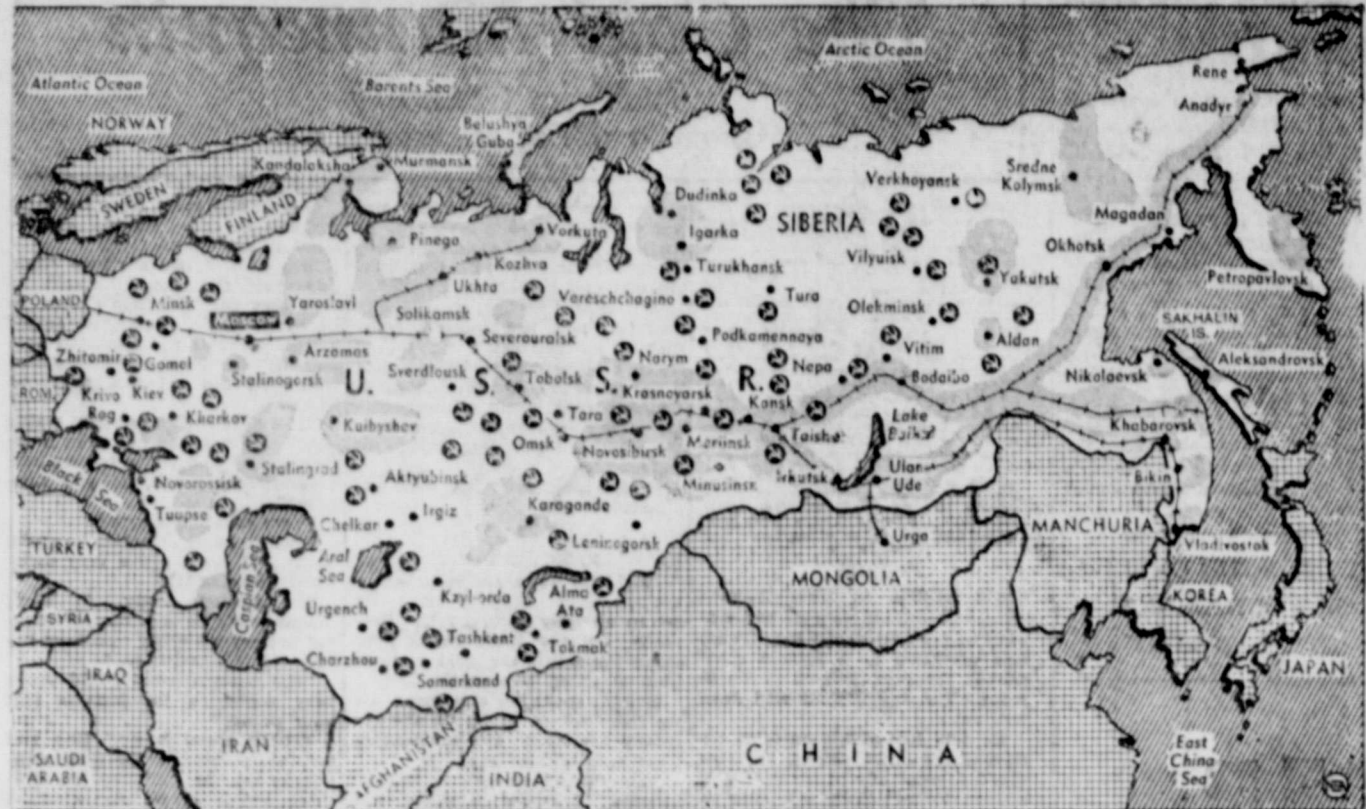 Atlantic Ocean
Barents Sea
Arctic Ocean
NORWAY
SWEDEN
FINLAND
Kandalaksha
Murmansk
Belushya
Guba
Rene
Anadyr
Sredne
Kolymsk
Verkhoyansk
Dudinka
SIBERIA
Magadan
Pinega
Vorkuta
Igarka
Okhotsk
Kozhva
Turukhansk
Vilyuisk
Yakutsk
Petropavlovsk
POLAND
Minsk
Yaroslavl
Ukhta
Vereschchagino
Tura
Olekminsk
Moscow
Solikamsk
SAKHALIN
IS.
Severouralsk
Podkamennaya
Aldan
Zhitomir
Gomel
Arzamas
Narym
Nepa
Vitim
Aleksandrovsk
Stalinogorsk
Sverdlousk
Tobolsk
Bodaibo
Nikolaevsk
U. S. S. R.
ROM.
Krivo
Rog
Kiev
Kharkov
Kuibyshev
Tara
Krasnoyarsk
Kansk
Lake
Baikal
Omsk
Novosibirsk
Mariinsk
Taishet
Khabarovsk
Black
Sea
Stalingrad
Aktyubinsk
Minusinsk
Irkutsk
Ulan
Ude
Bikin
Novorossisk
Tuapse
Chelkar
Irgiz
Karagande
Urga
MANCHURIA
Vladivostok
TURKEY
Caspian Sea
Aral
Sea
Leninogorsk
MONGOLIA
KOREA
Kzyl-orda
Alma
Ata
SYRIA
Urgench
Tashkent
Tokmak
JAPAN
IRAQ
Charzhou
Samarkand
IRAN
AFGHANISTAN
INDIA
CHINA
SAUDI
ARABIA
East
China
Sea